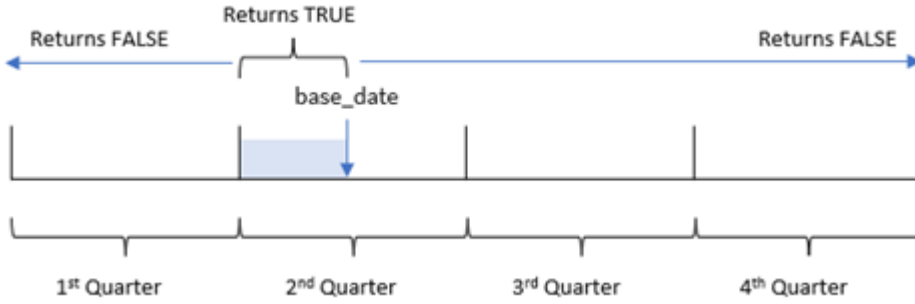 Returns TRUE
Returns FALSE
Returns FALSE
base_date
1st Quarter
2nd Quarter
3rd Quarter
4th Quarter